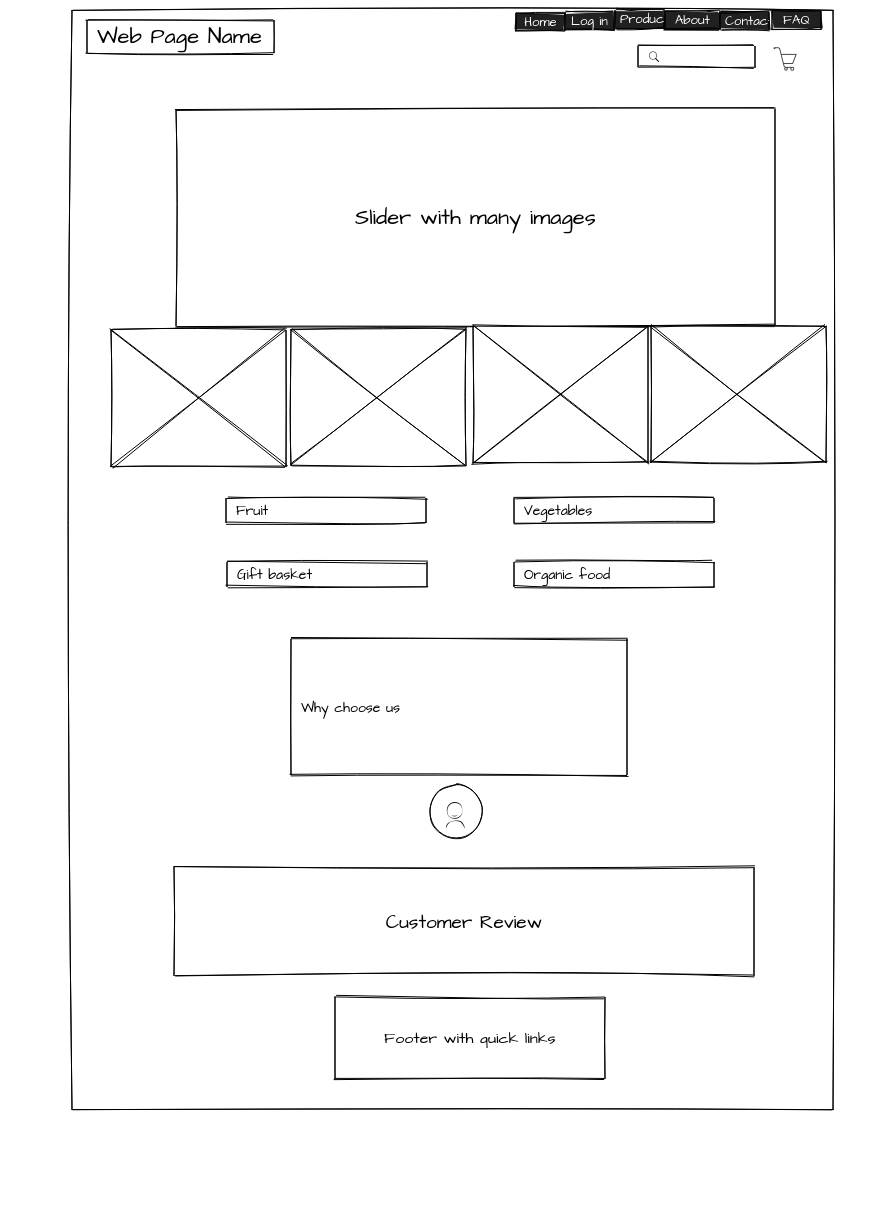 Web Page Name
Home Log in Produc About Contac FAQ
Slider with many images
Fruit Vegetables
Gift basket Organic food
Why choose us
Customer Review
Footer with quick links